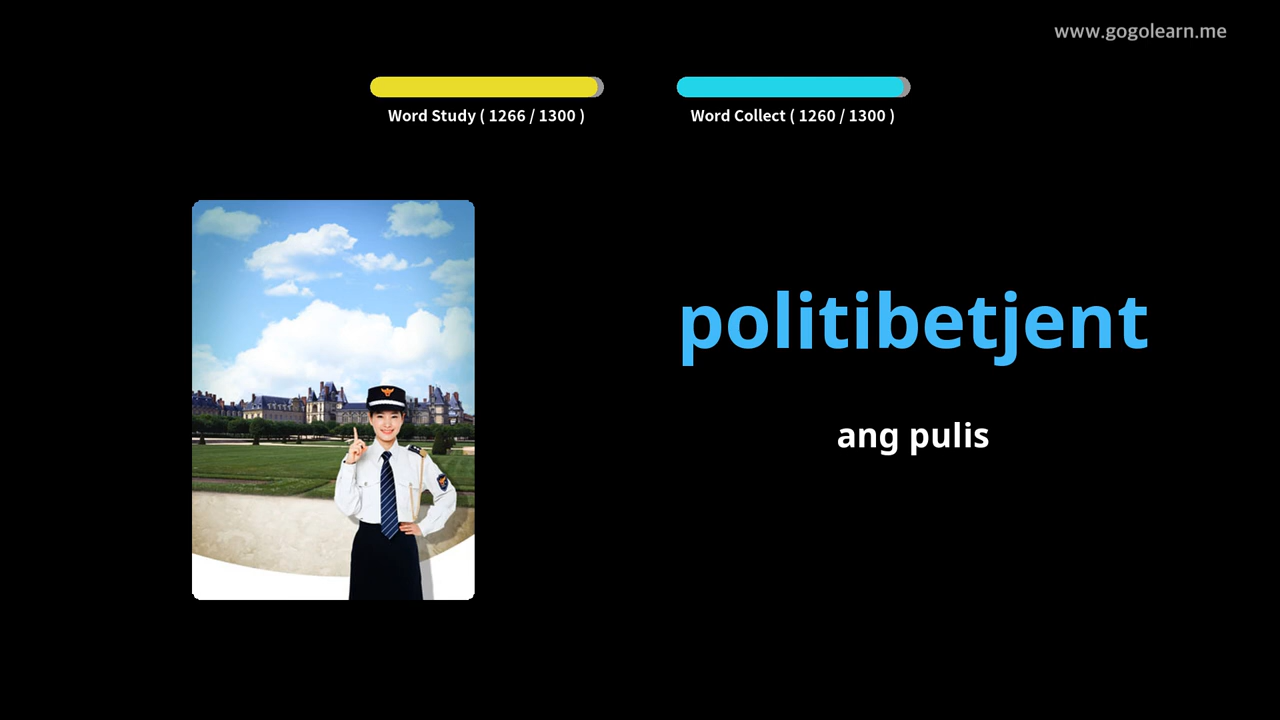 www.gogolearn.me
Word Study ( 1266 / 1300 )
Word Collect ( 1260 / 1300 )
politibetjent
ang pulis